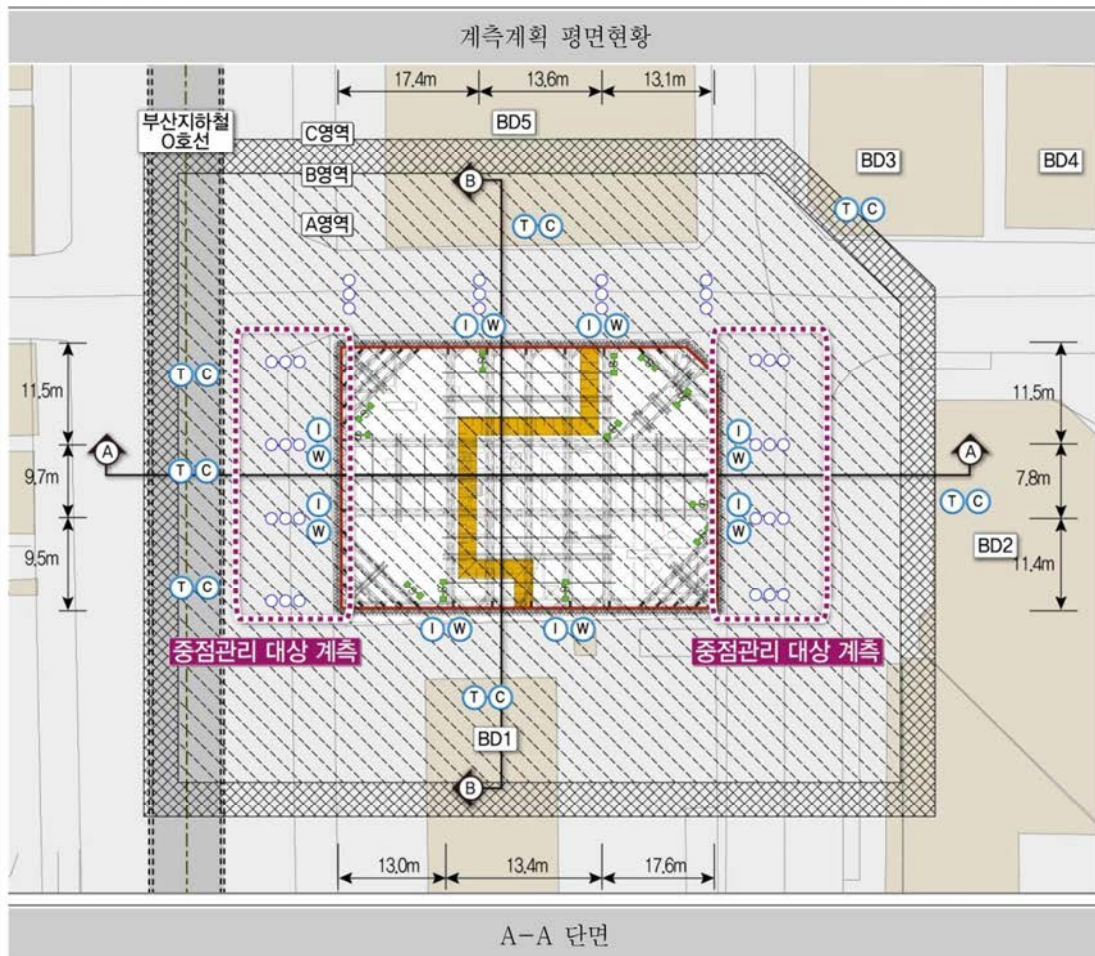 계측계획 평면현황
17.4m 13.6m 13.1m
부산지하철
0호선
C영역
BD5
BD3
BD4
B영역
B
A영역
T C
T C
I W
I W
11.5m
11.5m
T C
I
I
W
W
A
A
9.7m
7.8m
T C
T C
I
I
W
W
BD2
9.5m
11.4m
T C
I W
I W
중점관리 대상 계측
중점관리 대상 계측
T C
BD1
B
13.0m 13.4m 17.6m
A-A 단면